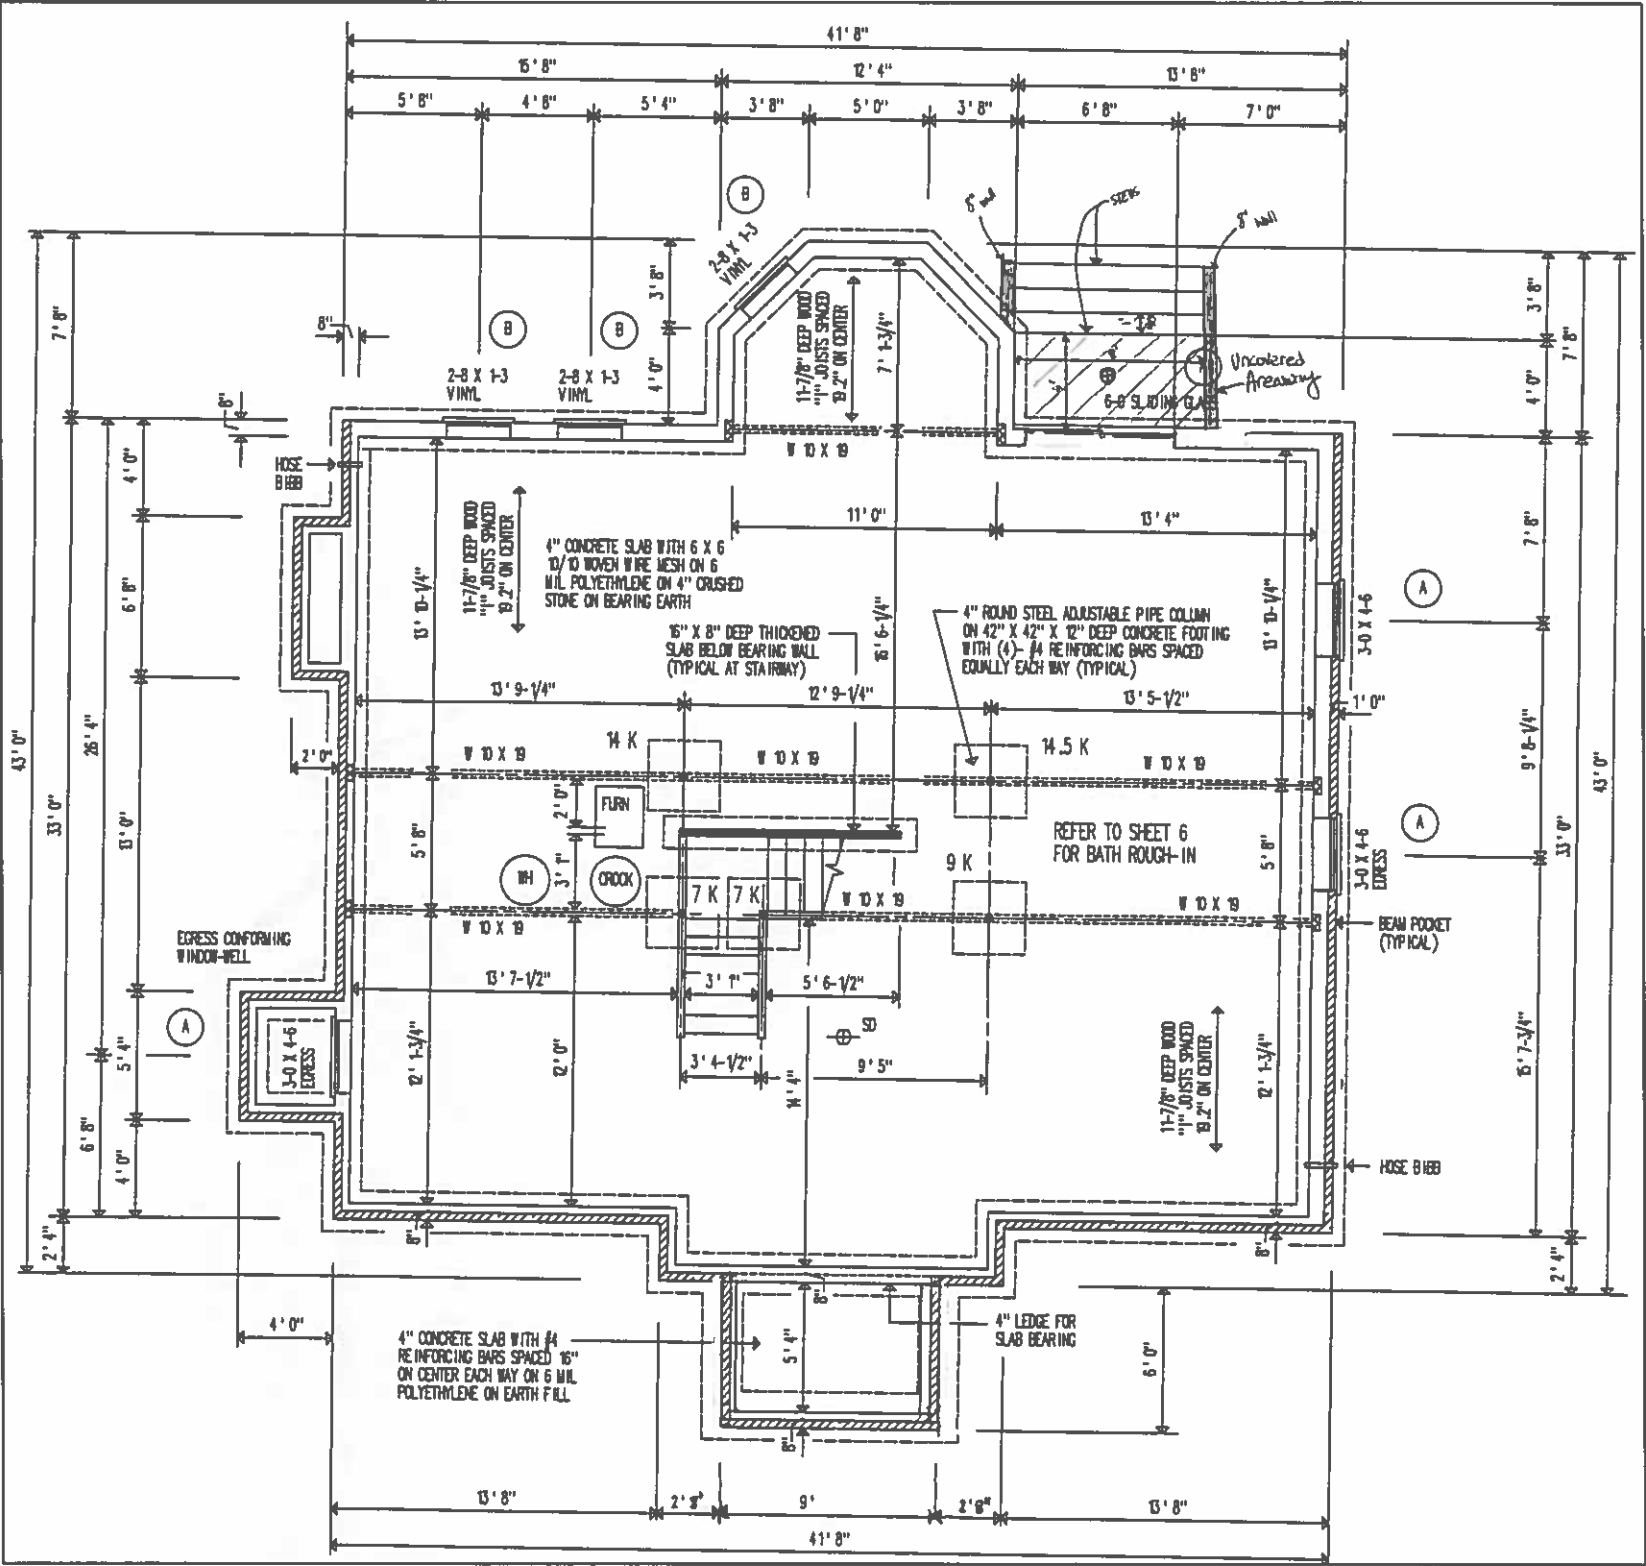 41'8"
15'8"
12'4"
13'8"
5'8"
4'8"
5'4"
3'8"
5'0"
3'8"
6'8"
7'0"
B
2-8 X 1-3
VINYL
8" wall
STEPS
8" wall
7'8"
3'8"
8"
B
B
2-8 X 1-3
VINYL
2-8 X 1-3
VINYL
4'0"
11-7/8" DEEP WOOD
"I" JOISTS SPACED
19.2" ON CENTER
7' 1-3/4"
Uncovered
Areaway
6-0 SLIDING GLA
3'8"
7'8"
4'0"
W 10 X 19
HOSE
BIBB
4'0"
11'0"
13'4"
11-7/8" DEEP WOOD
"I" JOISTS SPACED
19.2" ON CENTER
4" CONCRETE SLAB WITH 6 X 6
10/10 WOVEN WIRE MESH ON 6
MIL POLYETHYLENE ON 4" CRUSHED
STONE ON BEARING EARTH
13' 10-1/4"
16" X 8" DEEP THICKENED
SLAB BELOW BEARING WALL
(TYPICAL AT STAIRWAY)
16' 6-1/4"
4" ROUND STEEL ADJUSTABLE PIPE COLUMN
ON 42" X 42" X 12" DEEP CONCRETE FOOTING
WITH (4)- #4 REINFORCING BARS SPACED
EQUALLY EACH WAY (TYPICAL)
13' 10-1/4"
3-0 X 4-6
A
7'8"
6'8"
13' 9-1/4"
12' 9-1/4"
13' 5-1/2"
1'0"
43'0"
33'0"
26'4"
13'0"
2'0"
14 K
W 10 X 19
W 10 X 19
14.5 K
W 10 X 19
9' 8-1/4"
33'0"
43'0"
2'0"
FURN
5'8"
3'1"
WH
CROCK
7 K
7 K
9 K
REFER TO SHEET 6
FOR BATH ROUGH-IN
5'8"
3-0 X 4-6
EGRESS
A
W 10 X 19
W 10 X 19
W 10 X 19
BEAM POCKET
(TYPICAL)
EGRESS CONFORMING
WINDOW-WELL
13' 7-1/2"
3' 1"
5' 6-1/2"
A
3-0 X 4-6
EGRESS
5'4"
12' 1-3/4"
12'0"
SD
3' 4-1/2"
14'4"
9'5"
11-7/8" DEEP WOOD
"I" JOISTS SPACED
19.2" ON CENTER
12' 1-3/4"
15' 7-3/4"
6'8"
4'0"
HOSE BIBB
2'4"
8"
8"
2'4"
4'0"
8"
4" CONCRETE SLAB WITH #4
REINFORCING BARS SPACED 16"
ON CENTER EACH WAY ON 6 MIL
POLYETHYLENE ON EARTH FILL
5'4"
4" LEDGE FOR
SLAB BEARING
6'0"
8"
13'8"
2'8"
9'
2'8"
13'8"
41'8"